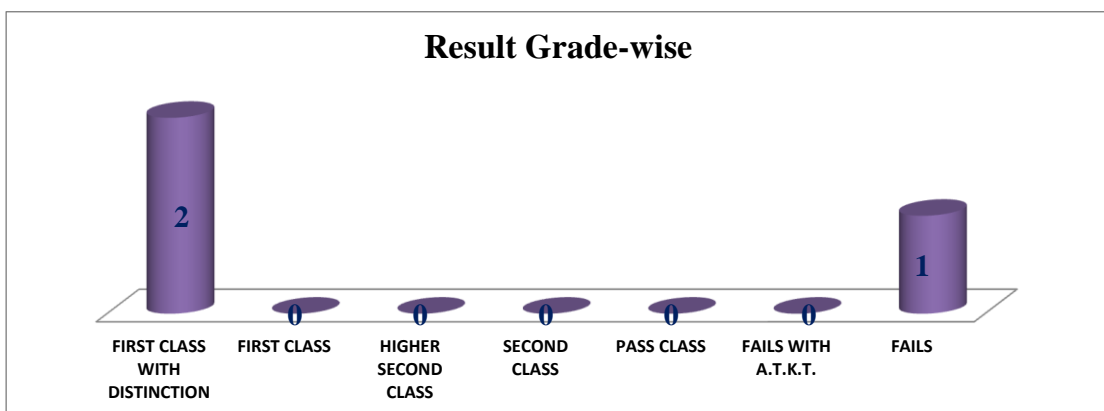 Result Grade-wise
2
0
0
0
0
0
1
FIRST CLASS
WITH
DISTINCTION
FIRST CLASS
HIGHER
SECOND
CLASS
SECOND
CLASS
PASS CLASS
FAILS WITH
A.T.K.T.
FAILS